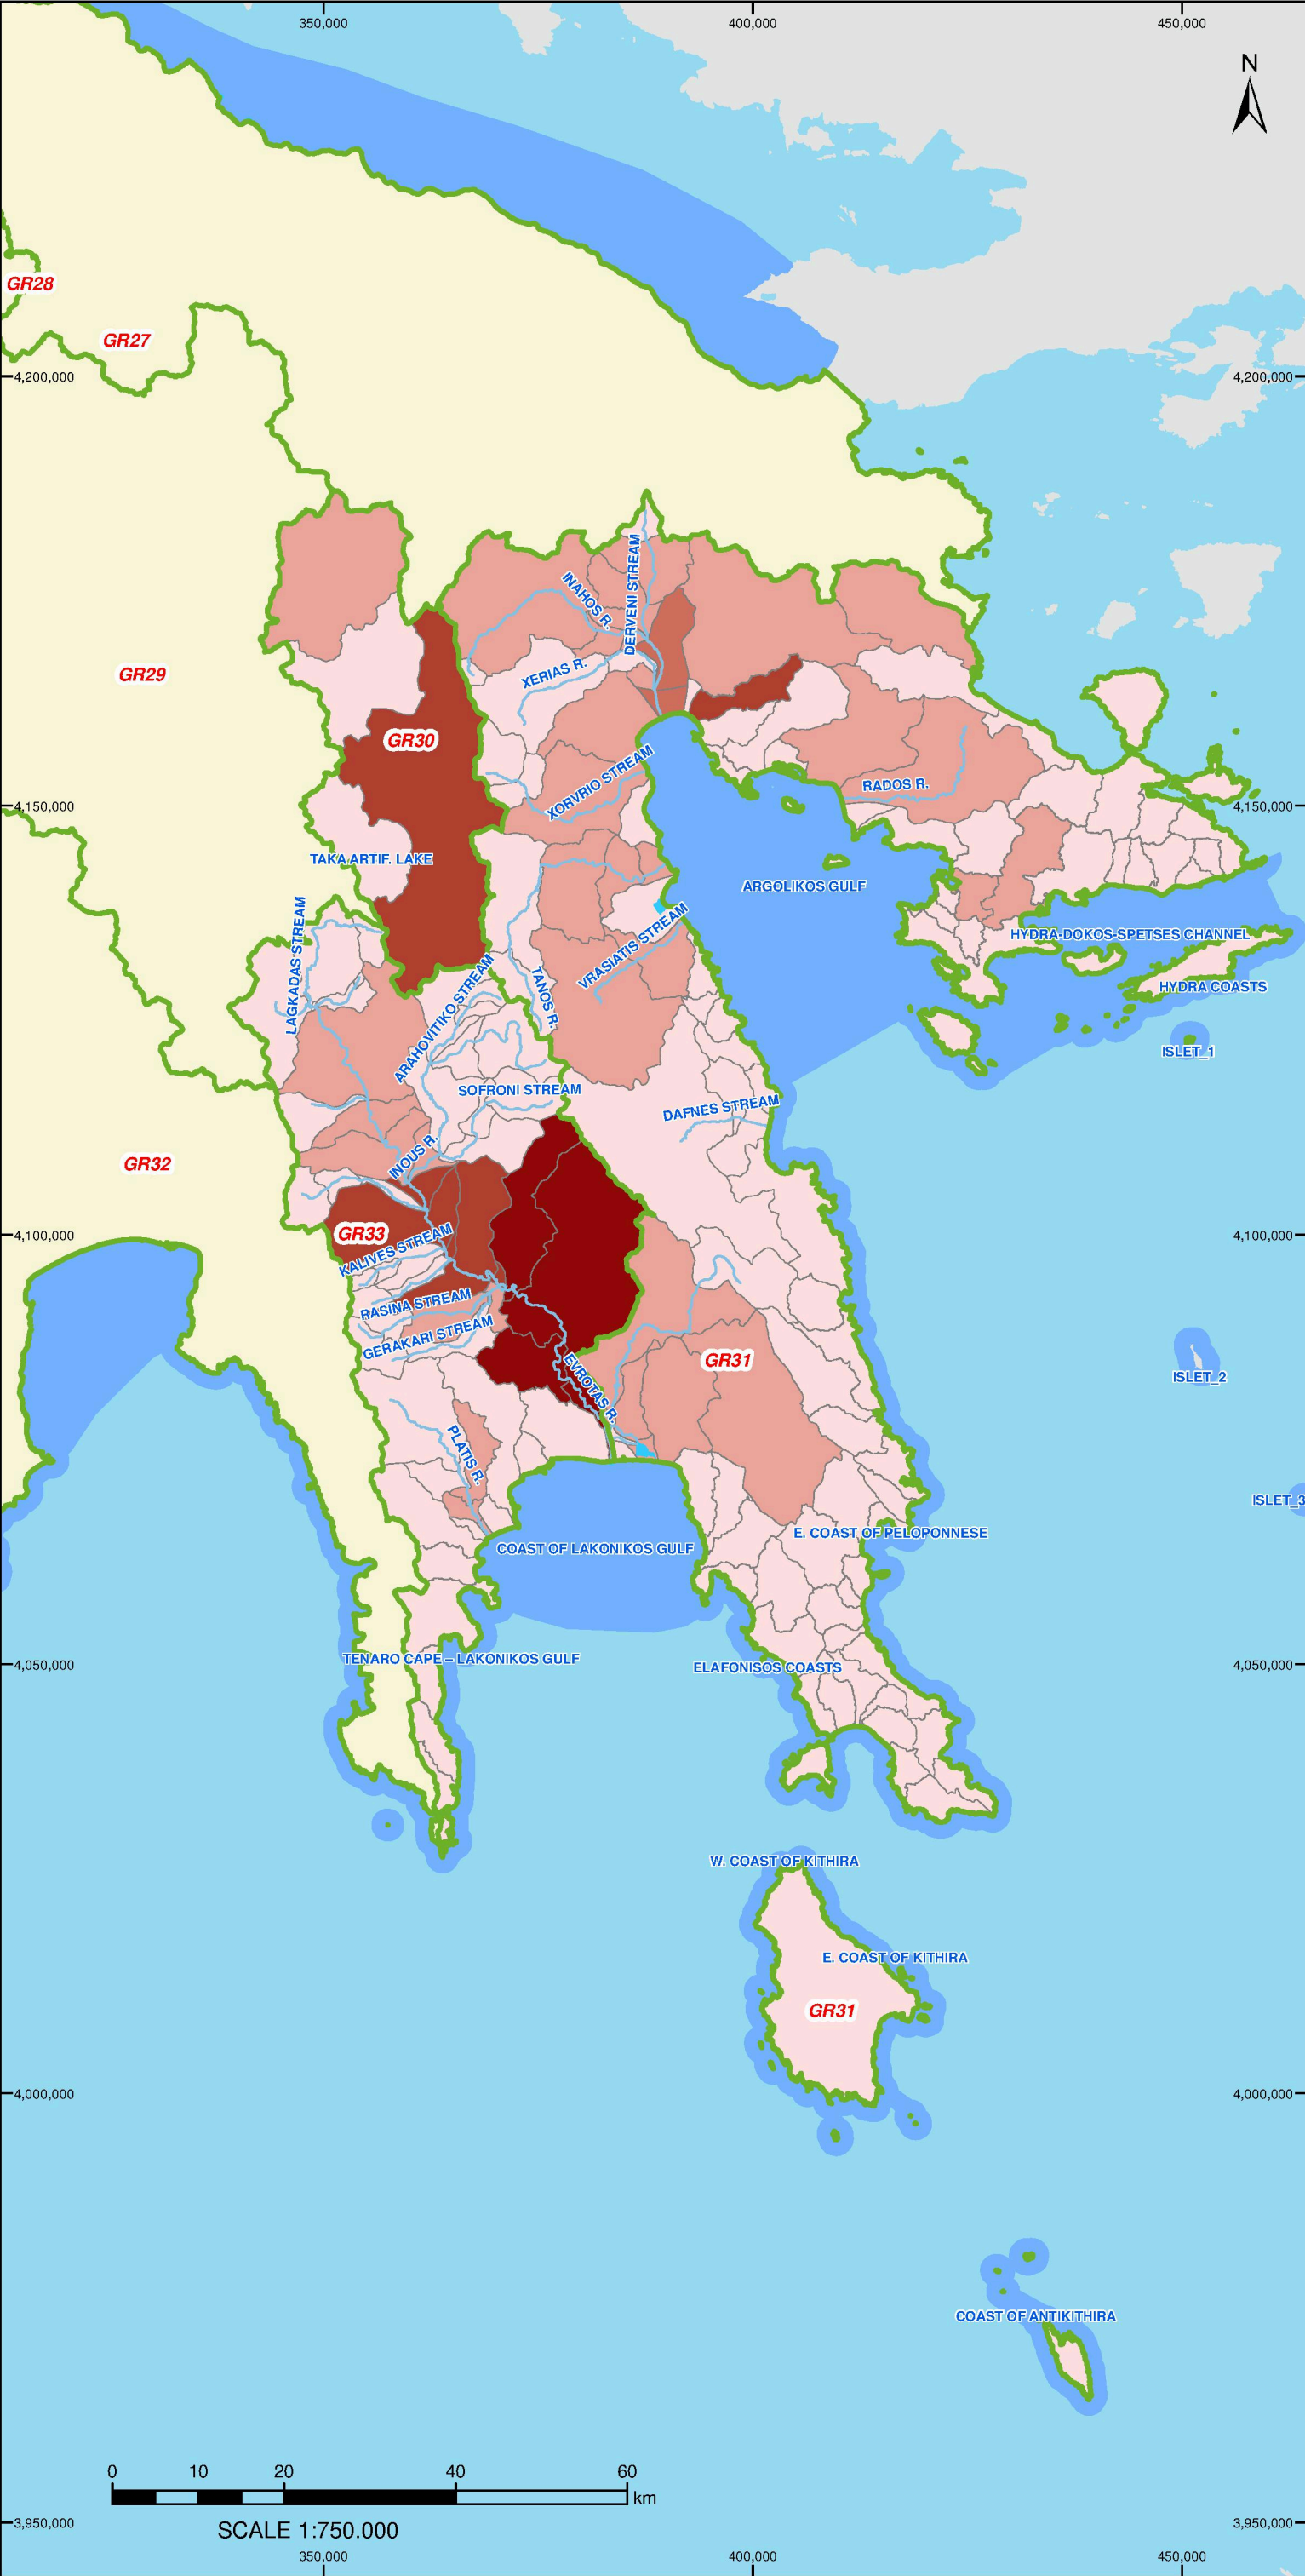 350,000
400,000
450,000
N
GR28
GR27
4,200,000
4,200,000
INAHOS R.
DERVENI STREAM
XERIAS R.
GR29
GR30
XORVRIO STREAM
RADOS R.
4,150,000
4,150,000
TAKA ARTIF. LAKE
ARGOLIKOS GULF
LAGKADAS STREAM
VRASIATIS STREAM
HYDRA-DOKOS-SPETSES CHANNEL
TANOS R.
HYDRA COASTS
ARAHOVITIKO STREAM
ISLET_1
SOFRONI STREAM
DAFNES STREAM
INOUS R.
GR32
GR33
4,100,000
4,100,000
KALIVES STREAM
RASINA STREAM
GERAKARI STREAM
GR31
EVROTAS R.
ISLET_2
PLATIS R.
ISLET_3
E. COAST OF PELOPONNESE
COAST OF LAKONIKOS GULF
TENARO CAPE – LAKONIKOS GULF
ELAFONISOS COASTS
4,050,000
4,050,000
W. COAST OF KITHIRA
E. COAST OF KITHIRA
GR31
4,000,000
4,000,000
COAST OF ANTIKITHIRA
0 10 20 40 60
km
SCALE 1:750.000
3,950,000
3,950,000
350,000
400,000
450,000